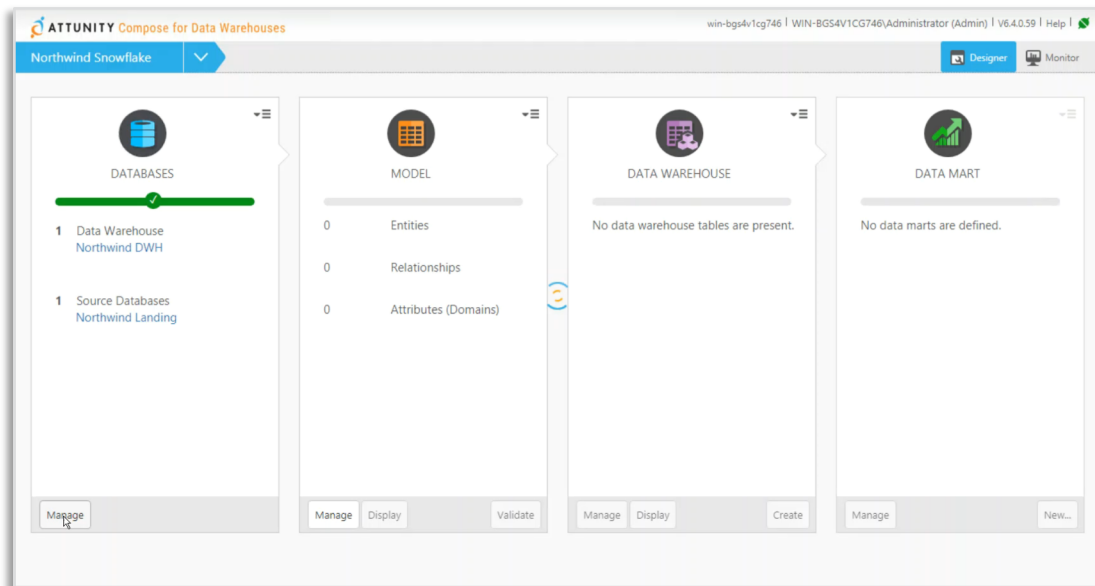 ATTUNITY Compose for Data Warehouses
win-bgs4v1cg746 | WIN-BGS4V1CG746\Administrator (Admin) | V6.4.0.59 | Help |
Northwind Snowflake
Designer
Monitor
DATABASES
1 Data Warehouse
Northwind DWH
1 Source Databases
Northwind Landing
Manage
MODEL
0 Entities
0 Relationships
0 Attributes (Domains)
Manage
Display
Validate
DATA WAREHOUSE
No data warehouse tables are present.
Manage
Display
Create
DATA MART
No data marts are defined.
Manage
New...